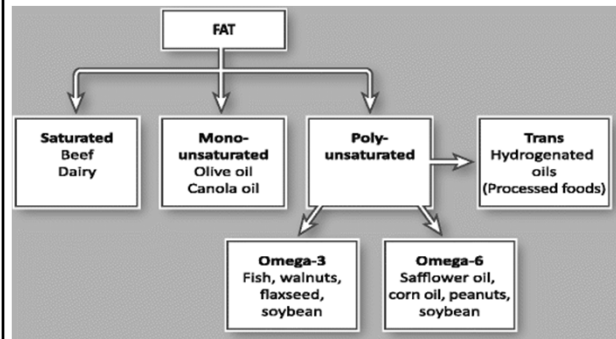 FAT
Saturated
Beef
Dairy
Mono-
unsaturated
Olive oil
Canola oil
Poly-
unsaturated
Trans
Hydrogenated
oils
(Processed foods)
Omega-3
Fish, walnuts,
flaxseed,
soybean
Omega-6
Safflower oil,
corn oil, peanuts,
soybean